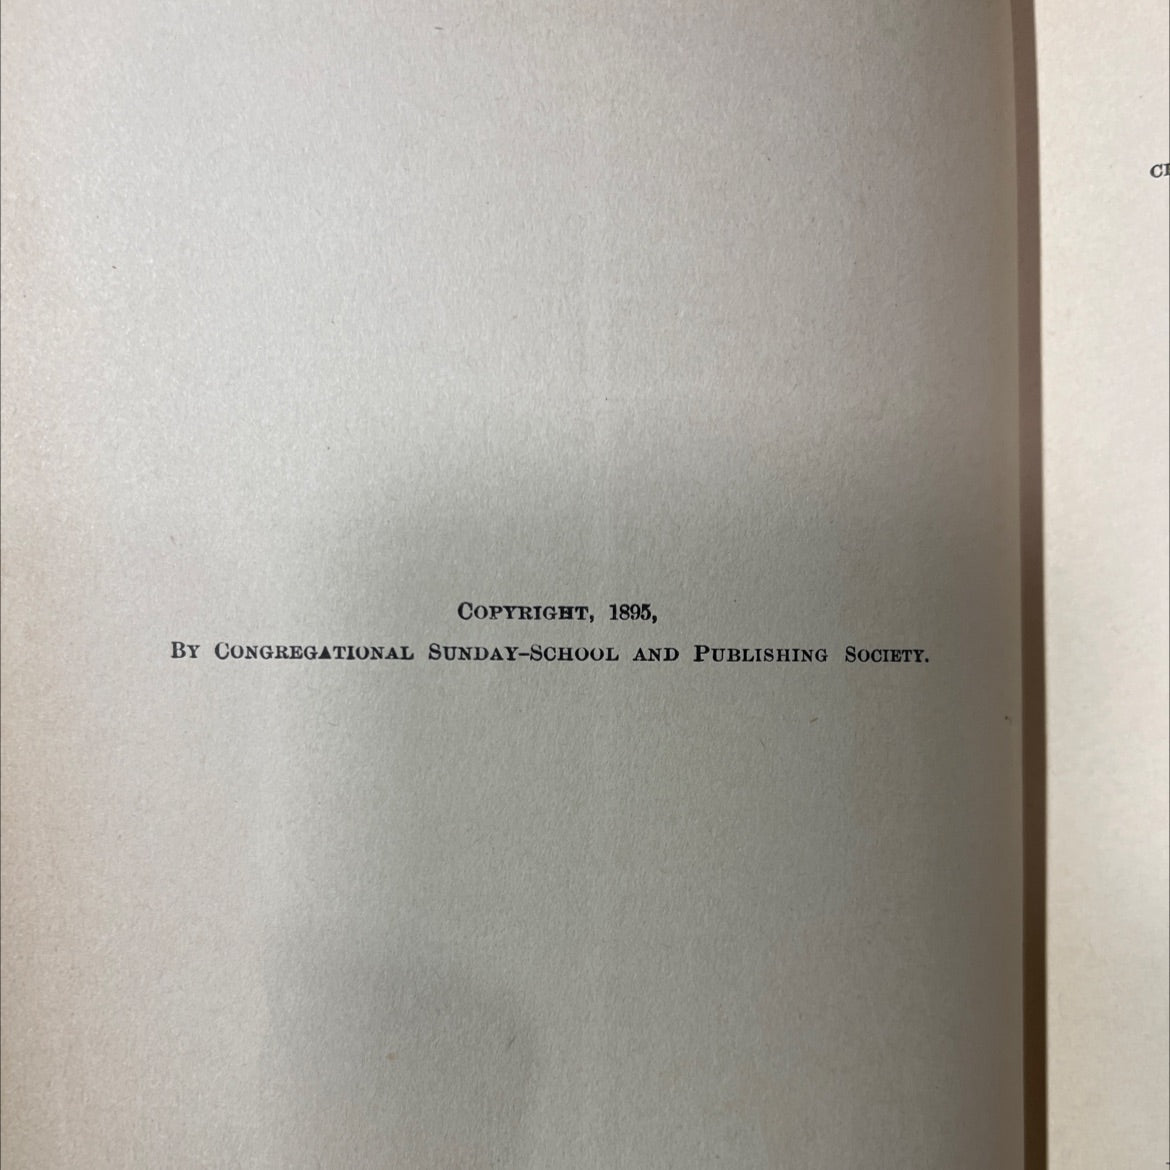 Copyright, 1895,
By Congregational Sunday-School and Publishing Society.